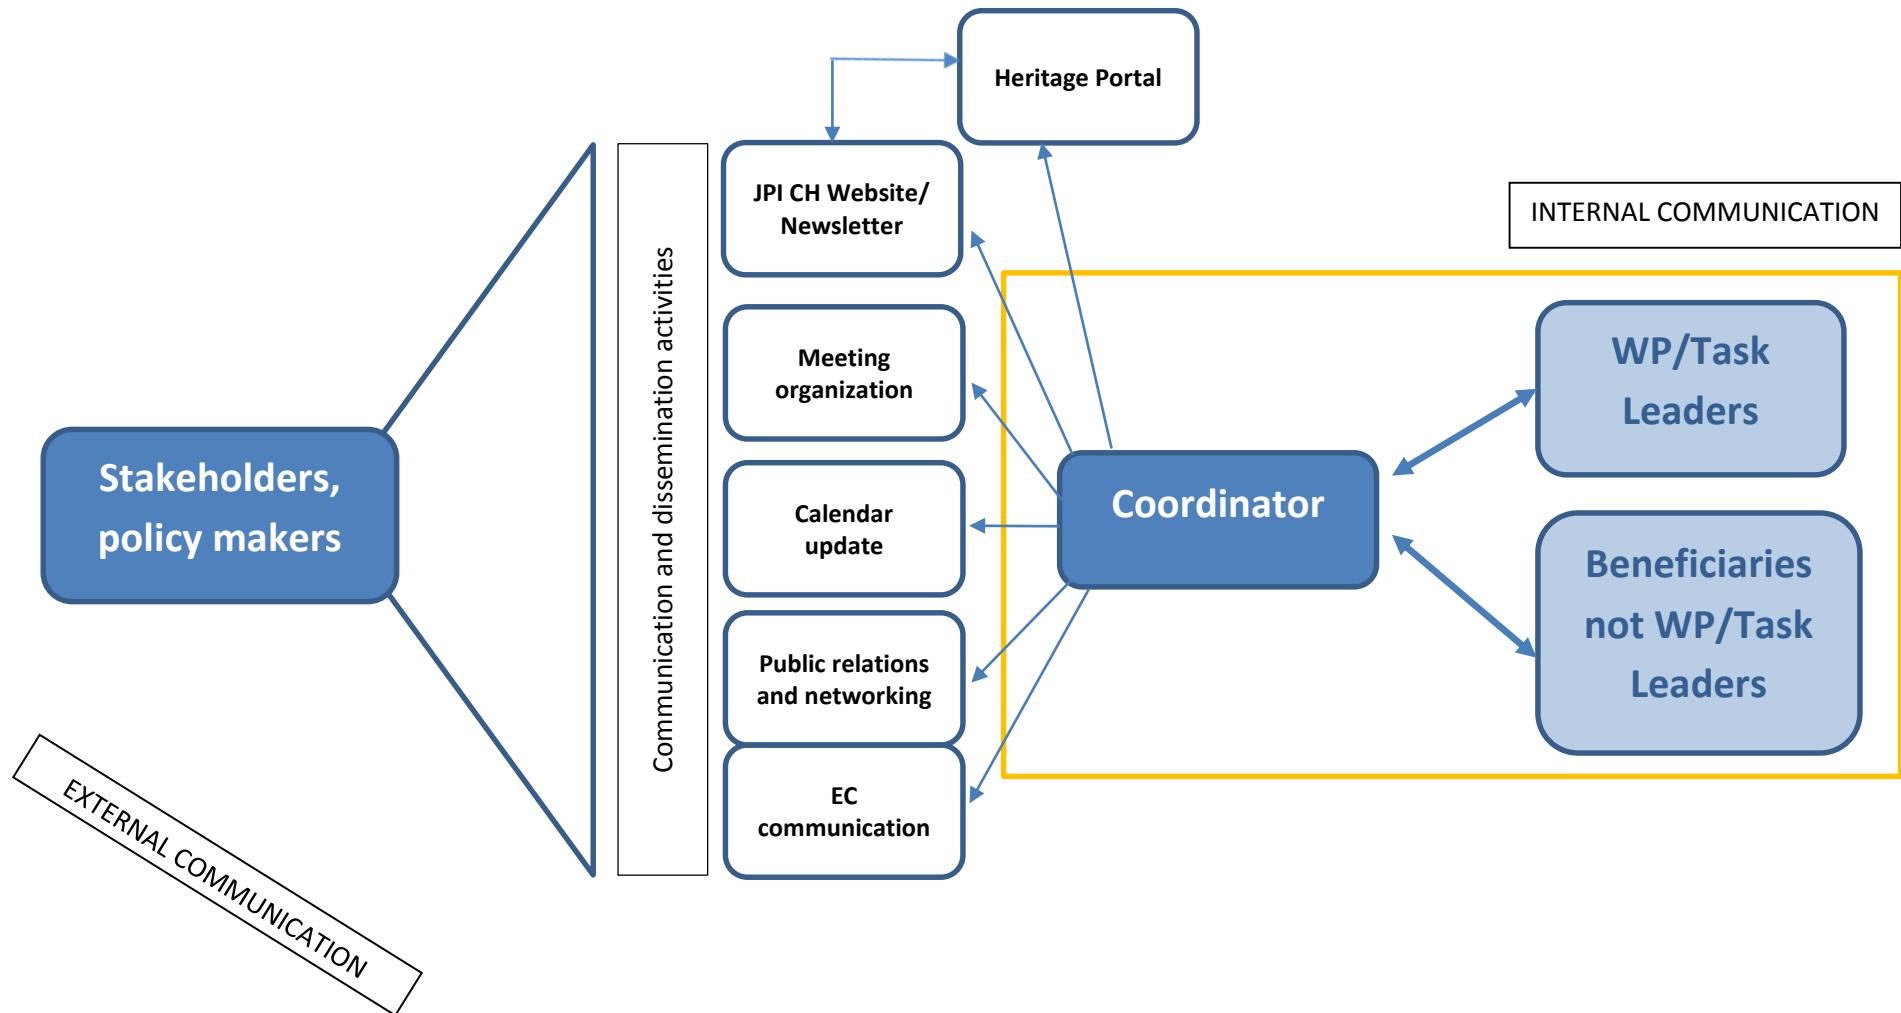 Heritage Portal
JPI CH Website/
Newsletter
INTERNAL COMMUNICATION
Communication and dissemination activities
Meeting
organization
WP/Task
Leaders
Stakeholders,
policy makers
Calendar
update
Coordinator
Beneficiaries
not WP/Task
Leaders
Public relations
and networking
EC
communication
EXTERNAL COMMUNICATION